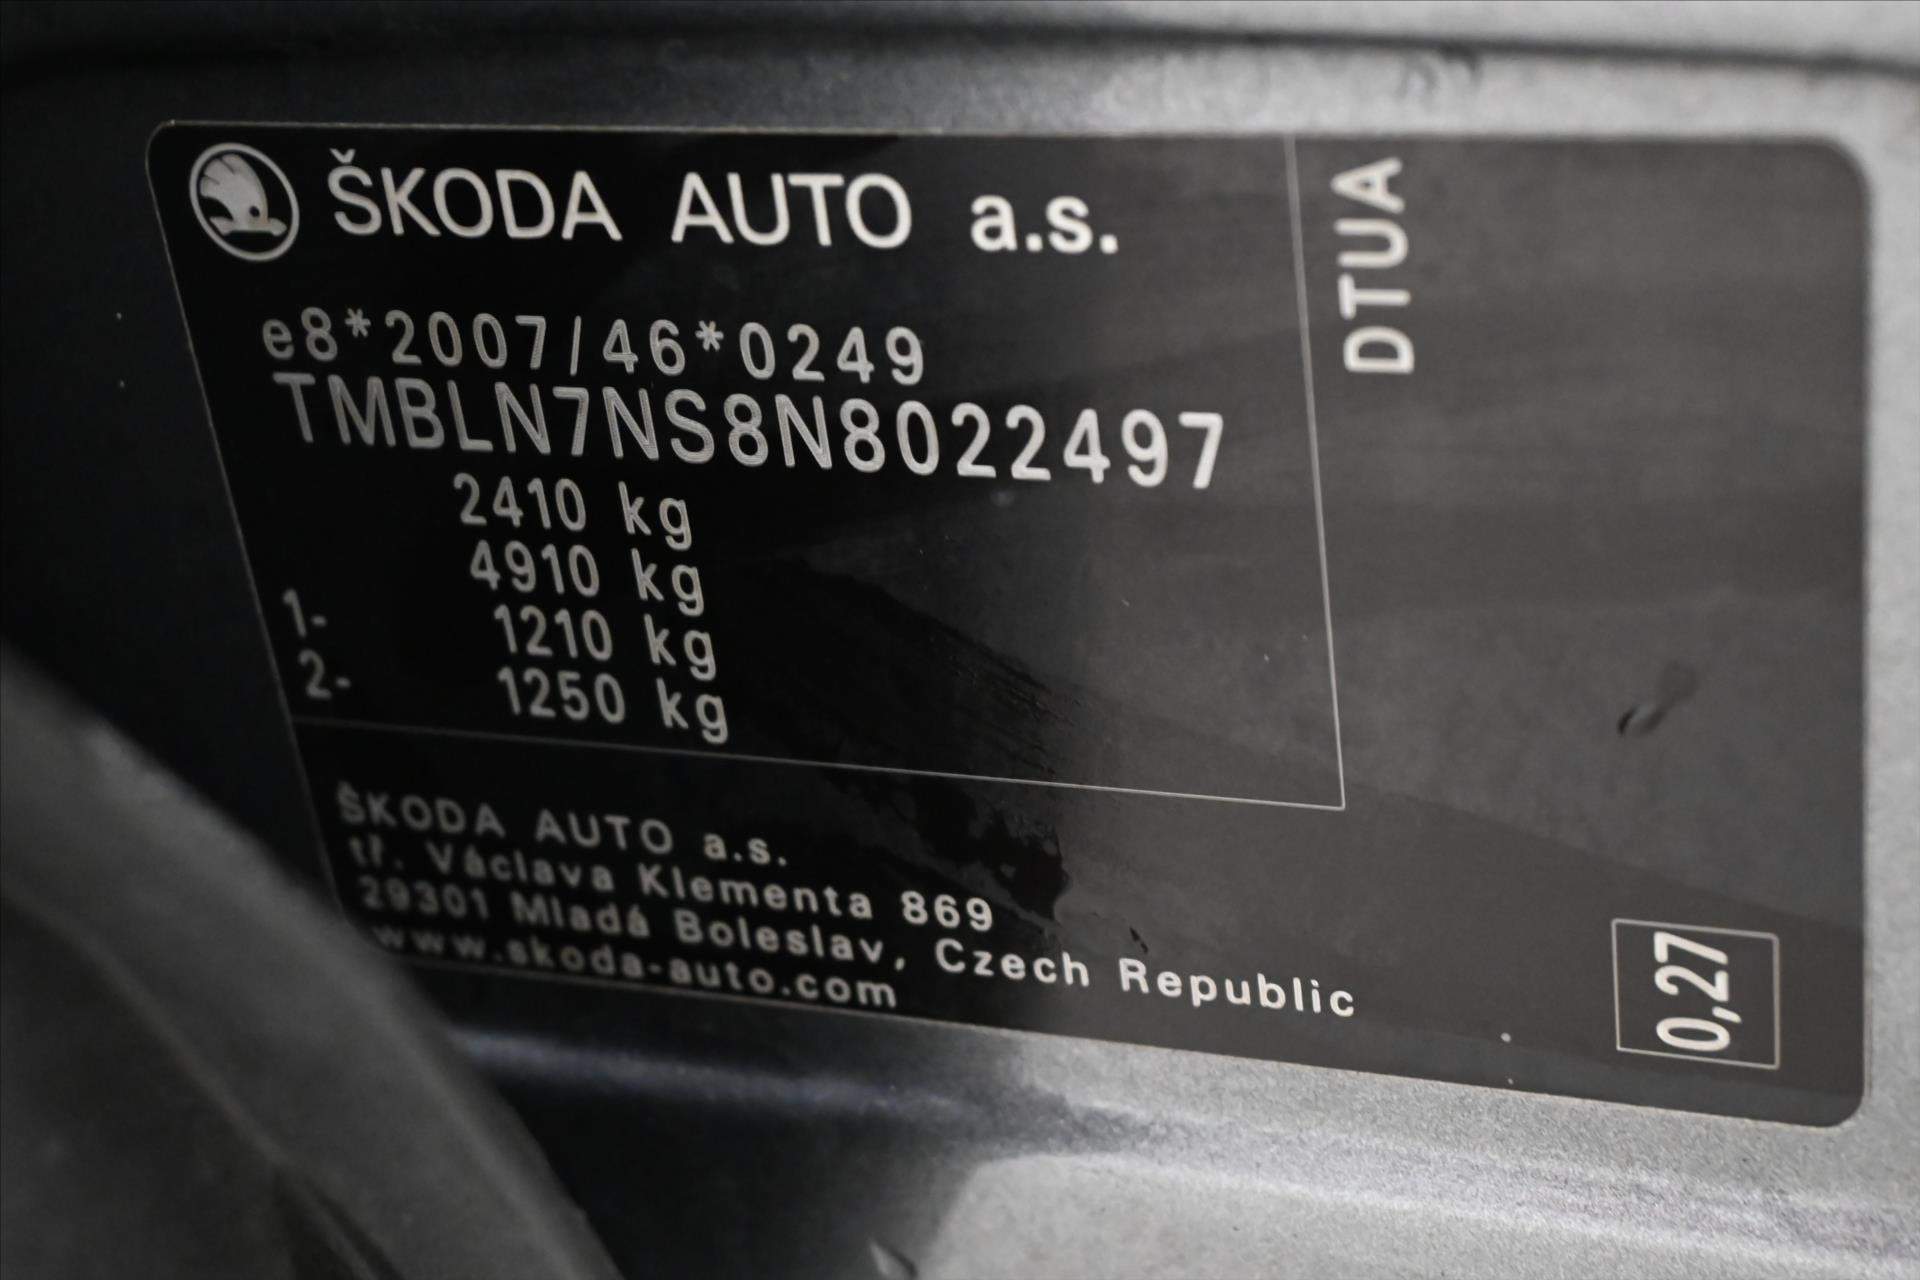 ŠKODA AUTO a.s.
e8*2007/46*0249
TMBLN7NS8N8022497
2410 kg
4910 kg
1- 1210 kg
2- 1250 kg
ŠKODA AUTO a.s.
tř. Václava Klementa 869
29301 Mladá Boleslav, Czech Republic
www.skoda-auto.com
DTUA
0,27